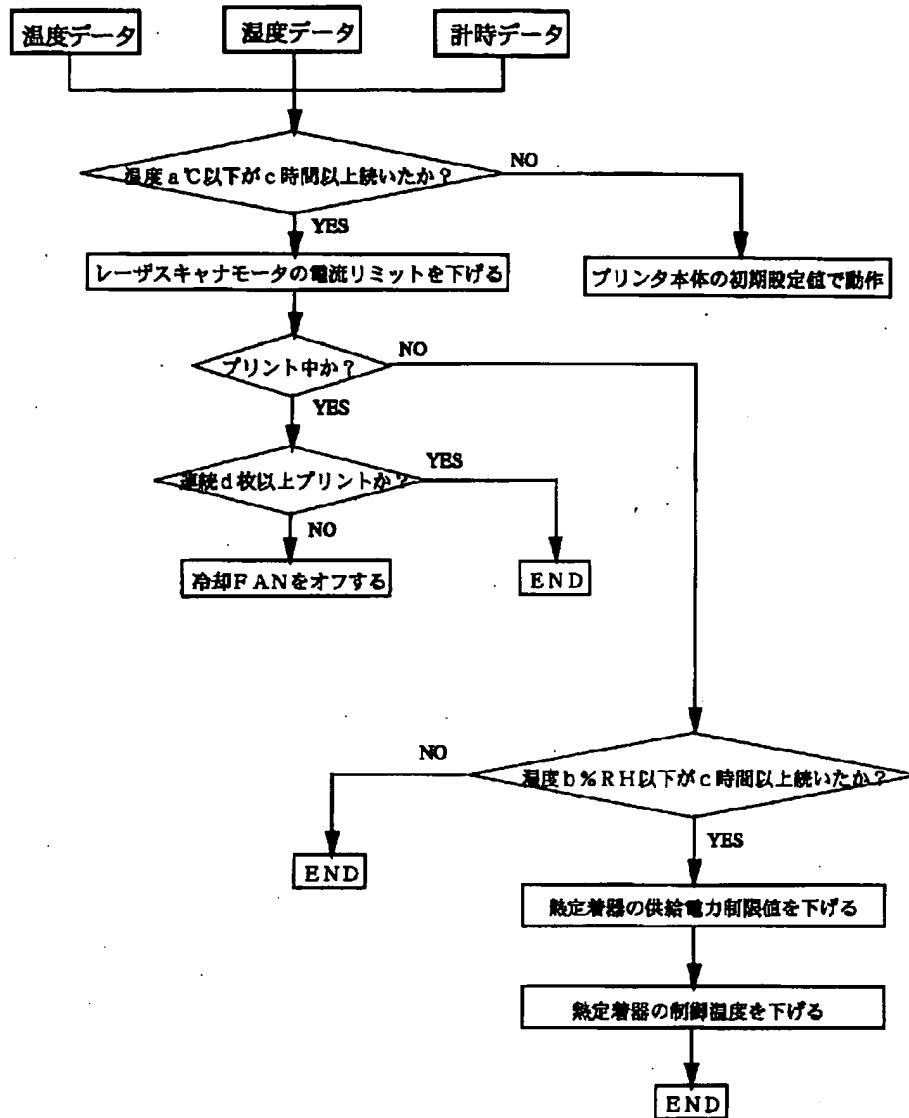 温度データ
湿度データ
計時データ
温度a℃以下がc時間以上続いたか？
NO
YES
レーザスキャナモータの電流リミットを下げる
プリンタ本体の初期設定値で動作
プリント中か？
NO
YES
連続d枚以上プリントか？
YES
NO
冷却FANをオフする
END
湿度b%RH以下がc時間以上続いたか？
NO
YES
END
熱定着器の供給電力制限値を下げる
熱定着器の制御温度を下げる
END